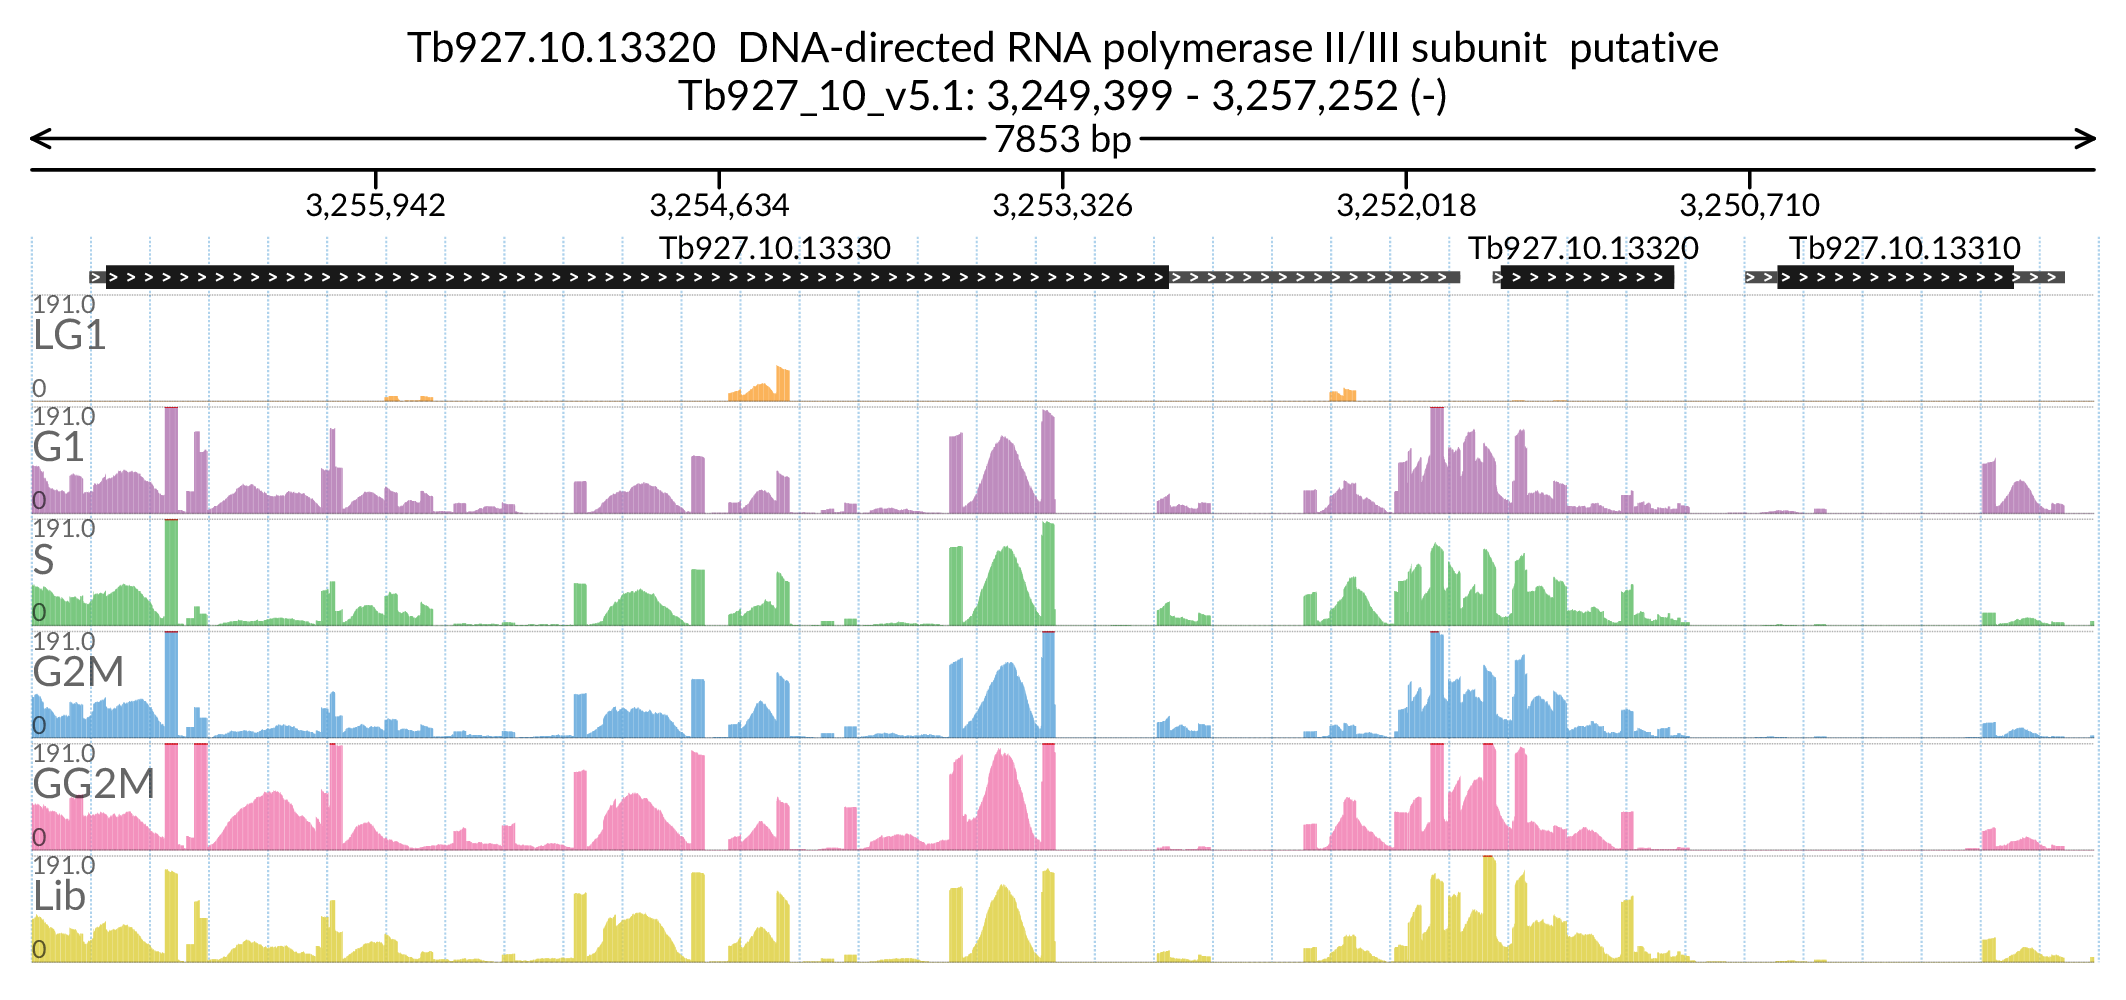 Tb927.10.13320  DNA-directed RNA polymerase II/III subunit  putative
Tb927_10_v5.1: 3,249,399 - 3,257,252 (-)
7853 bp
3,255,942 3,254,634 3,253,326 3,252,018 3,250,710
Tb927.10.13330 Tb927.10.13320 Tb927.10.13310
191.0
LG1
0
191.0
G1
0
191.0
S
0
191.0
G2M
0
191.0
GG2M
0
191.0
Lib
0